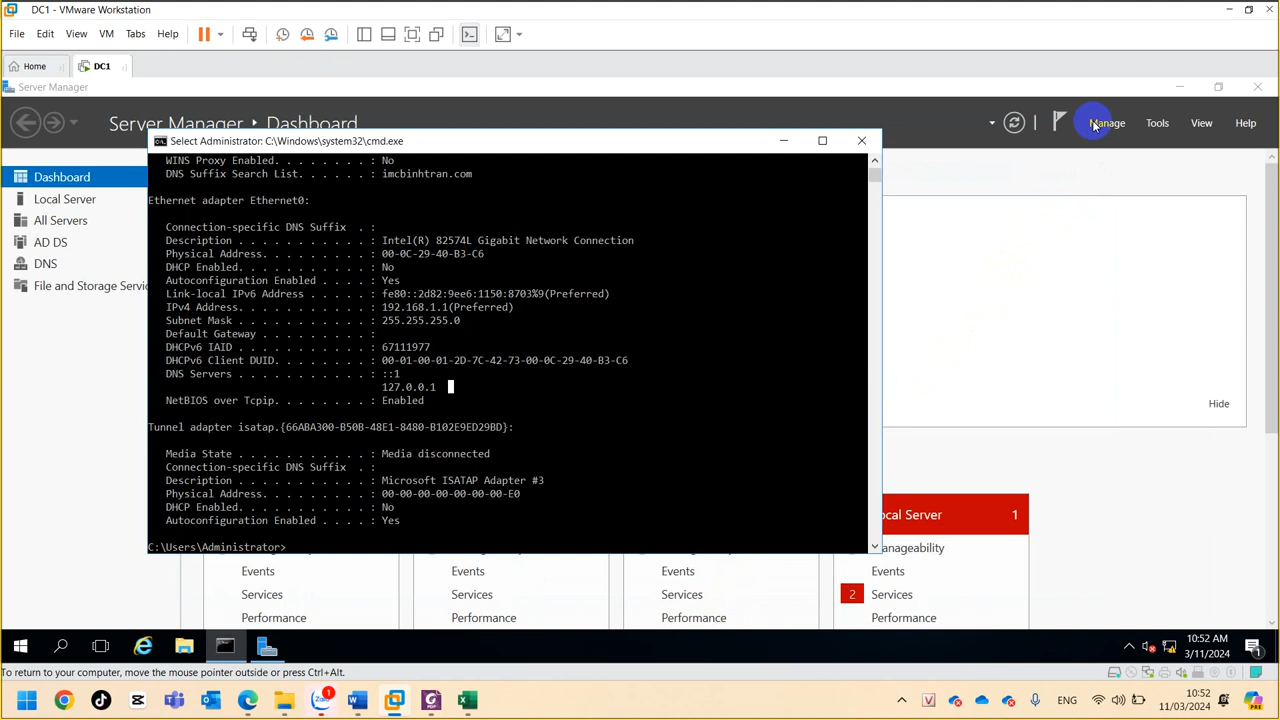 DC1 - VMware Workstation
File Edit View VM Tabs Help
Home DC1
Server Manager
Server Manager ‣ Dashboard
Manage Tools View Help
Select Administrator: C:\Windows\system32\cmd.exe
Dashboard
Local Server
All Servers
AD DS
DNS
File and Storage Servi
WINS Proxy Enabled. . . . . . . . : No
DNS Suffix Search List. . . . . . : imcbinhtran.com
Ethernet adapter Ethernet0:
Connection-specific DNS Suffix  . :
Description . . . . . . . . . . . : Intel(R) 82574L Gigabit Network Connection
Physical Address. . . . . . . . . : 00-0C-29-40-B3-C6
DHCP Enabled. . . . . . . . . . . : No
Autoconfiguration Enabled . . . . : Yes
Link-local IPv6 Address . . . . . : fe80::2d82:9ee6:1150:8703%9(Preferred)
IPv4 Address. . . . . . . . . . . : 192.168.1.1(Preferred)
Subnet Mask . . . . . . . . . . . : 255.255.255.0
Default Gateway . . . . . . . . . :
DHCPv6 IAID . . . . . . . . . . . : 67111977
DHCPv6 Client DUID. . . . . . . . : 00-01-00-01-2D-7C-42-73-00-0C-29-40-B3-C6
DNS Servers . . . . . . . . . . . : ::1
127.0.0.1
NetBIOS over Tcpip. . . . . . . . : Enabled
Tunnel adapter isatap.{66ABA300-B50B-48E1-8480-B102E9ED29BD}:
Media State . . . . . . . . . . . : Media disconnected
Connection-specific DNS Suffix  . :
Description . . . . . . . . . . . : Microsoft ISATAP Adapter #3
Physical Address. . . . . . . . . : 00-00-00-00-00-00-00-E0
DHCP Enabled. . . . . . . . . . . : No
Autoconfiguration Enabled . . . . : Yes
C:\Users\Administrator>
Hide
ocal Server 1
anageability
Events Events Events Events
Services Services Services 2 Services
Performance Performance Performance Performance
10:52 AM
3/11/2024
1
To return to your computer, move the mouse pointer outside or press Ctrl+Alt.
Zalo 1
ENG
10:52
11/03/2024
PRE